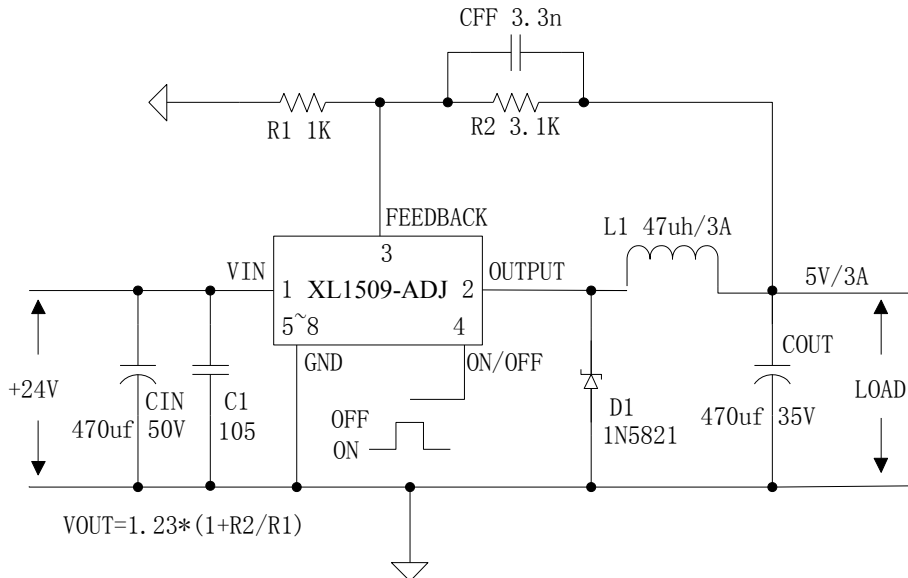 CFF 3.3n
R1 1K
R2 3.1K
FEEDBACK
L1 47uh/3A
3
VIN
OUTPUT
5V/3A
1 XL1509-ADJ 2
5~8 4
GND
ON/OFF
COUT
+24V
CIN
C1
OFF
D1
LOAD
470uf 50V
105
ON
1N5821
470uf 35V
VOUT=1.23*(1+R2/R1)